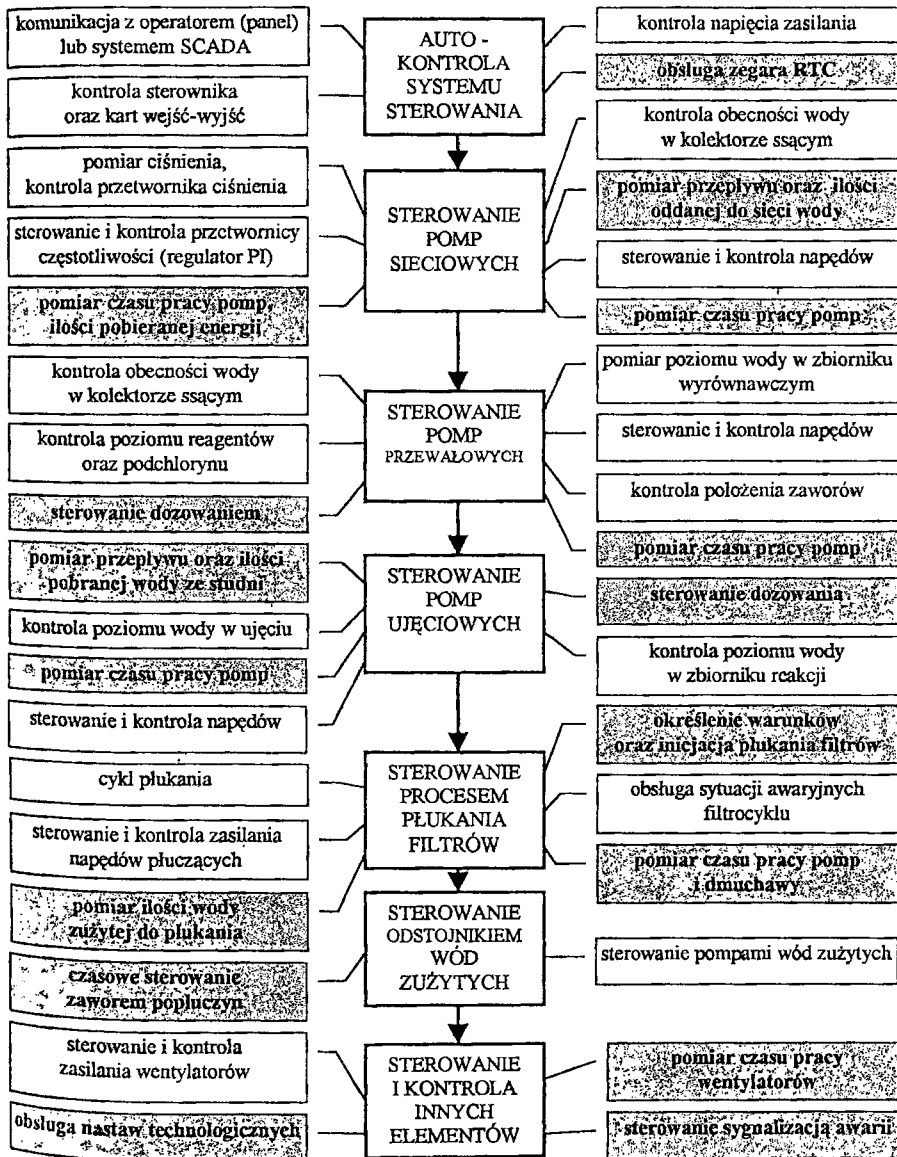 komunikacja z operatorem (panel)
lub systemem SCADA
kontrola sterownika
oraz kart wejść-wyjść
pomiar ciśnienia,
kontrola przetwornika ciśnienia
sterowanie i kontrola przetwornicy
częstotliwości (regulator PI)
pomiar czasu pracy pomp,
ilości pobieranej energii
kontrola obecności wody
w kolektorze ssącym
kontrola poziomu reagentów
oraz podchlorynu
sterowanie dozowaniem
pomiar przepływu oraz ilości
pobranej wody ze studni
kontrola poziomu wody w ujęciu
pomiar czasu pracy pomp
sterowanie i kontrola napędów
cykl płukania
sterowanie i kontrola zasilania
napędów płuczących
pomiar ilości wody
zużytej do płukania
czasowe sterowanie
zaworem popłuczyn
sterowanie i kontrola
zasilania wentylatorów
obsługa nastaw technologicznych
AUTO -
KONTROLA
SYSTEMU
STEROWANIA
STEROWANIE
POMP
SIECIOWYCH
STEROWANIE
POMP
PRZEWAŁOWYCH
STEROWANIE
POMP
UJĘCIOWYCH
STEROWANIE
PROCESEM
PŁUKANIA
FILTRÓW
STEROWANIE
ODSTOJNIKIEM
WÓD
ZUŻYTYCH
STEROWANIE
I KONTROLA
INNYCH
ELEMENTÓW
kontrola napięcia zasilania
obsługa zegara RTC
kontrola obecności wody
w kolektorze ssącym
pomiar przepływu oraz ilości
oddanej do sieci wody
sterowanie i kontrola napędów
pomiar czasu pracy pomp
pomiar poziomu wody w zbiorniku
wyrównawczym
sterowanie i kontrola napędów
kontrola położenia zaworów
pomiar czasu pracy pomp
sterowanie dozowania
kontrola poziomu wody
w zbiorniku reakcji
określenie warunków
oraz inicjacja płukania filtrów
obsługa sytuacji awaryjnych
filtrocyklu
pomiar czasu pracy pomp
i dmuchawy
sterowanie pompami wód zużytych
pomiar czasu pracy
wentylatorów
sterowanie sygnalizacją awarii